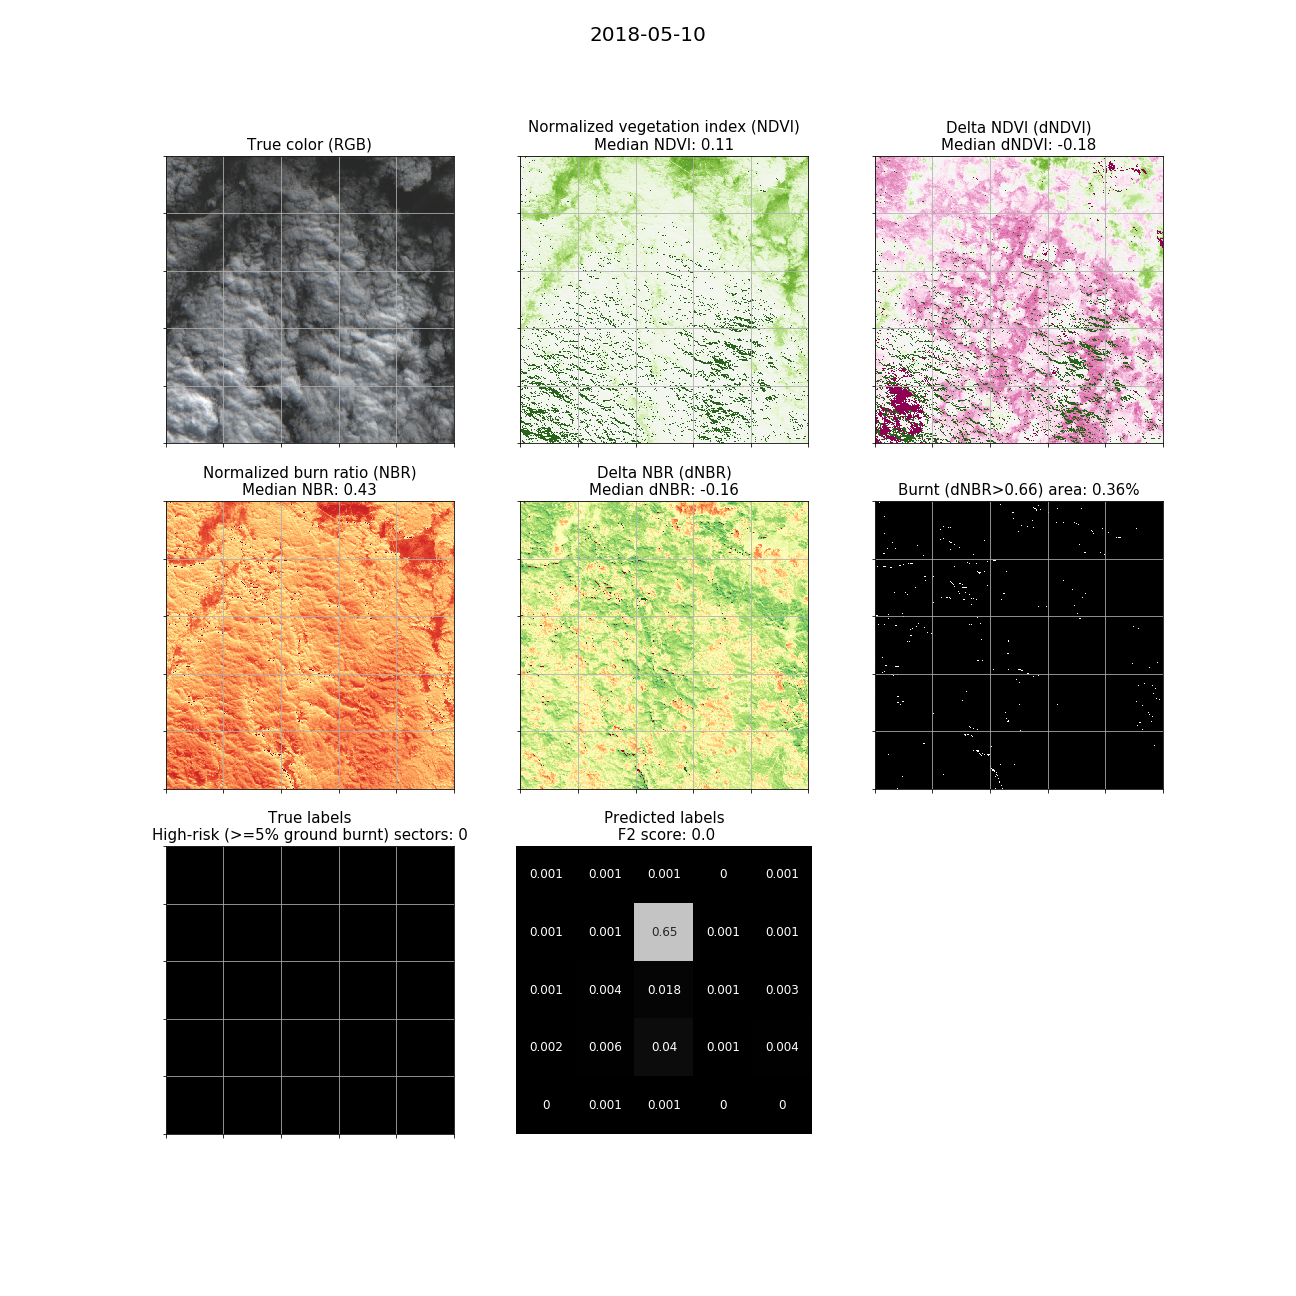 2018-05-10
True color (RGB)
Normalized vegetation index (NDVI)
Median NDVI: 0.11
Delta NDVI (dNDVI)
Median dNDVI: -0.18
Normalized burn ratio (NBR)
Median NBR: 0.43
Delta NBR (dNBR)
Median dNBR: -0.16
Burnt (dNBR>0.66) area: 0.36%
True labels
High-risk (>=5% ground burnt) sectors: 0
Predicted labels
F2 score: 0.0
0.001 0.001 0.001 0 0.001
0.001 0.001 0.65 0.001 0.001
0.001 0.004 0.018 0.001 0.003
0.002 0.006 0.04 0.001 0.004
0 0.001 0.001 0 0